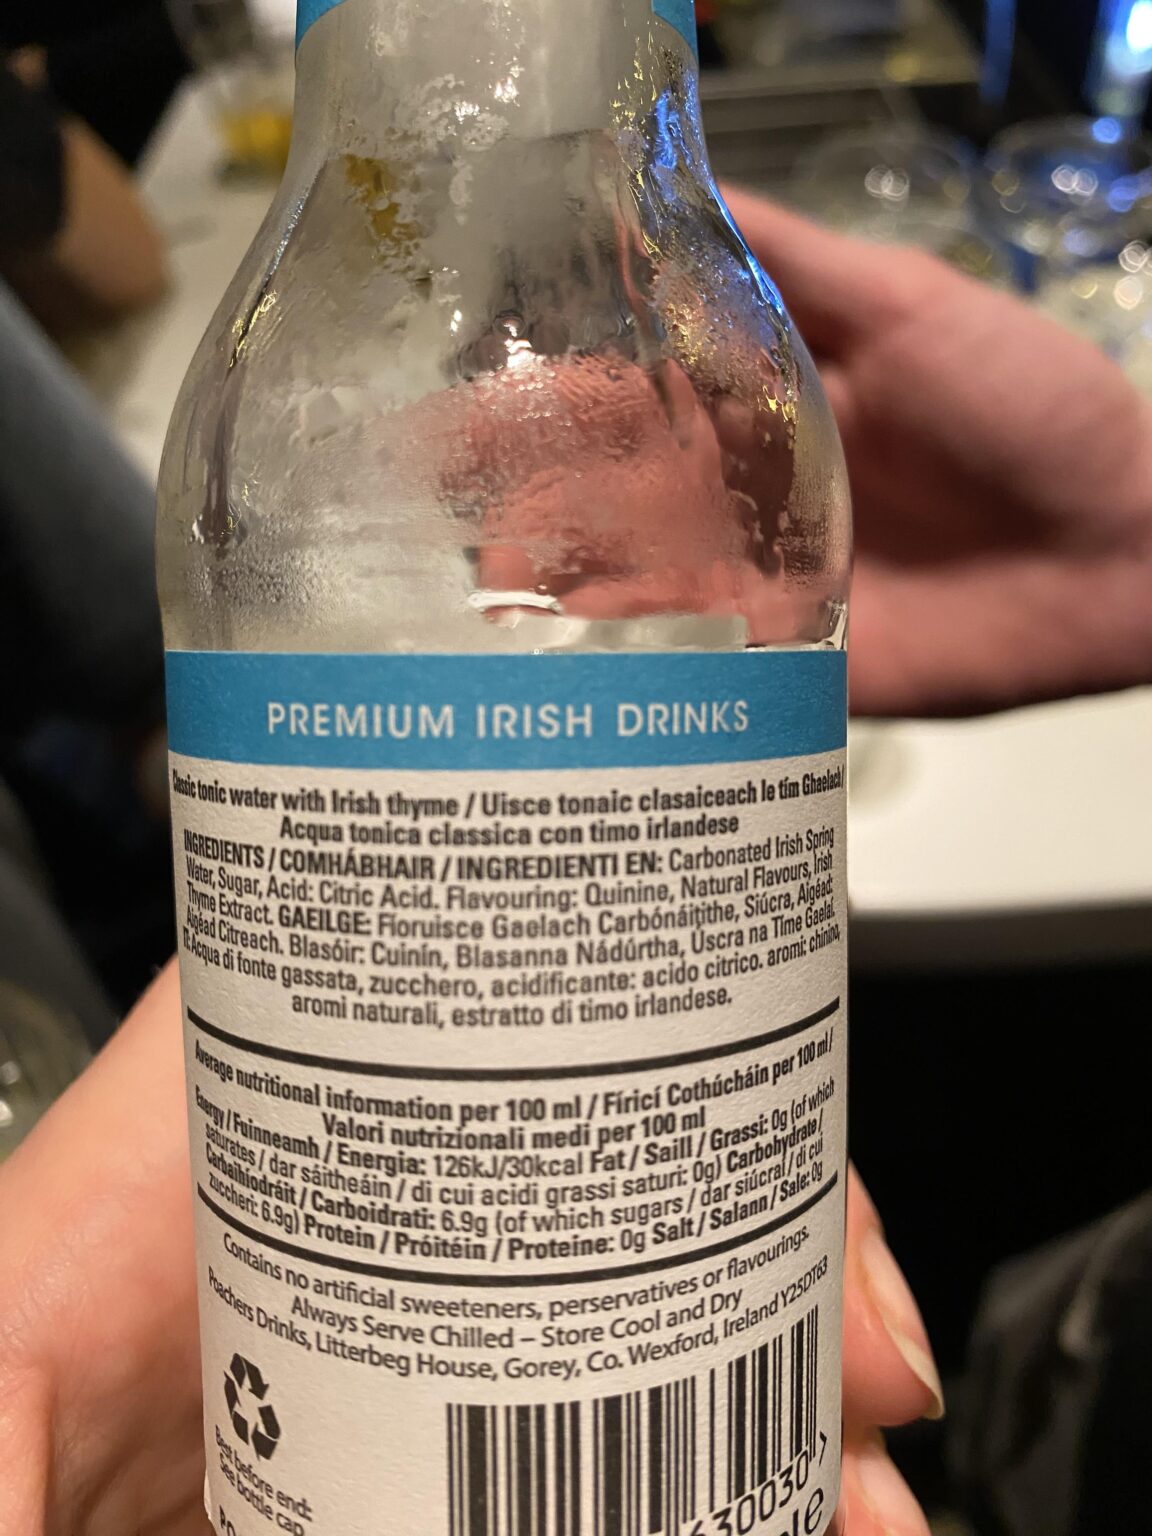 PREMIUM IRISH DRINKS
Classic tonic water with Irish thyme / Uisce tonaic clasaiceach le tím Ghaelach/
Acqua tonica classica con timo irlandese
INGREDIENTS / COMHÁBHAIR / INGREDIENTI EN: Carbonated Irish Spring
Water, Sugar, Acid: Citric Acid. Flavouring: Quinine, Natural Flavours, Irish
Thyme Extract. GAEILGE: Fíoruisce Gaelach Carbónáitithe, Siúcra, Aigéad:
Aigéad Citreach. Blasóir: Cuinín, Blasanna Nádúrtha, Úscra na Tíme Gaelaí.
IT: Acqua di fonte gassata, zucchero, acidificante: acido citrico. aromi: chinino,
aromi naturali, estratto di timo irlandese.
Average nutritional information per 100 ml / Fíricí Cothúcháin per 100 ml /
Valori nutrizionali medi per 100 ml
Energy / Fuinneamh / Energia: 126kJ/30kcal Fat / Saill / Grassi: 0g (of which
saturates / dar sáitheáin / di cui acidi grassi saturi: 0g) Carbohydrate /
Carbaihiodráit / Carboidrati: 6.9g (of which sugars / dar siúcraí / di cui
zuccheri: 6.9g) Protein / Próitéin / Proteine: 0g Salt / Salann / Sale: 0g
Contains no artificial sweeteners, perservatives or flavourings.
Always Serve Chilled – Store Cool and Dry
Poachers Drinks, Litterbeg House, Gorey, Co. Wexford, Ireland Y25DT63
Best before end:
See bottle cap
630030 >